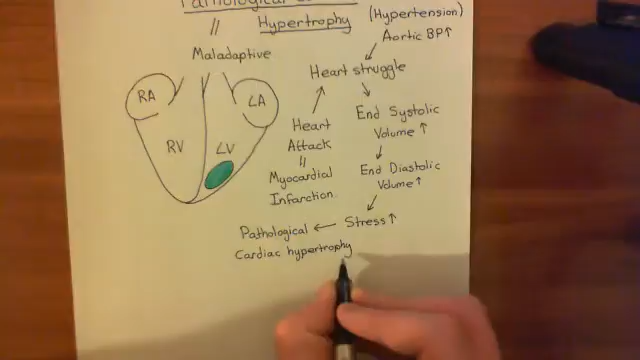 Pathological
Hypertrophy
(Hypertension)
Aortic BP↑
||
Maladaptive
Heart struggle
RA
LA
RV
LV
End Systolic
Volume ↑
Heart
Attack
||
Myocardial
Infarction
End Diastolic
Volume ↑
Stress ↑
Pathological
Cardiac hypertrophy